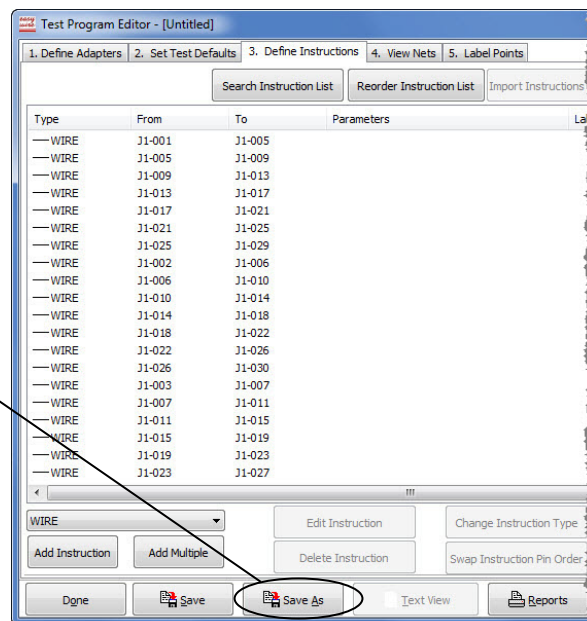 Test Program Editor - [Untitled]
1. Define Adapters 2. Set Test Defaults 3. Define Instructions 4. View Nets 5. Label Points
Search Instruction List Reorder Instruction List Import Instructions
Type From To Parameters
WIRE J1-001 J1-005
WIRE J1-005 J1-009
WIRE J1-009 J1-013
WIRE J1-013 J1-017
WIRE J1-017 J1-021
WIRE J1-021 J1-025
WIRE J1-025 J1-029
WIRE J1-002 J1-006
WIRE J1-006 J1-010
WIRE J1-010 J1-014
WIRE J1-014 J1-018
WIRE J1-018 J1-022
WIRE J1-022 J1-026
WIRE J1-026 J1-030
WIRE J1-003 J1-007
WIRE J1-007 J1-011
WIRE J1-011 J1-015
WIRE J1-015 J1-019
WIRE J1-019 J1-023
WIRE J1-023 J1-027
WIRE Edit Instruction Change Instruction Type
Add Instruction Add Multiple Delete Instruction Swap Instruction Pin Order
Done Save Save As Text View Reports